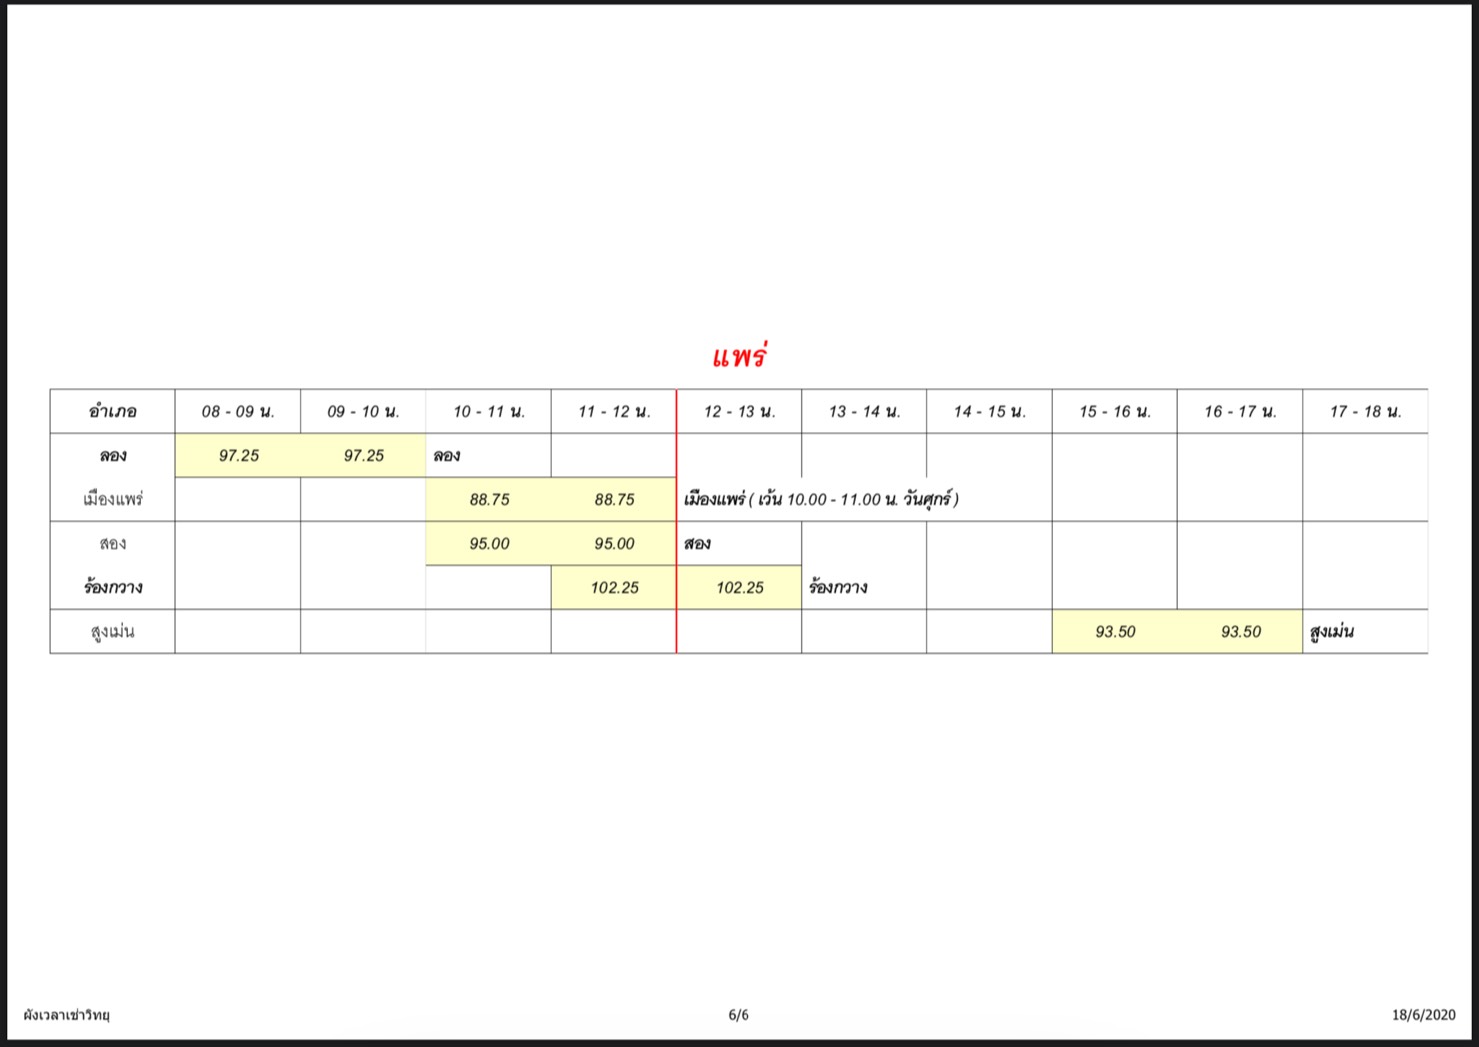 แพร่
อำเภอ 08 - 09 น. 09 - 10 น. 10 - 11 น. 11 - 12 น. 12 - 13 น. 13 - 14 น. 14 - 15 น. 15 - 16 น. 16 - 17 น. 17 - 18 น.
ลอง 97.25 97.25 ลอง
เมืองแพร่ 88.75 88.75 เมืองแพร่ ( เว้น 10.00 - 11.00 น. วันศุกร์ )
สอง 95.00 95.00 สอง
ร้องกวาง 102.25 102.25 ร้องกวาง
สูงเม่น 93.50 93.50 สูงเม่น
ผังเวลาเช่าวิทยุ 6/6 18/6/2020